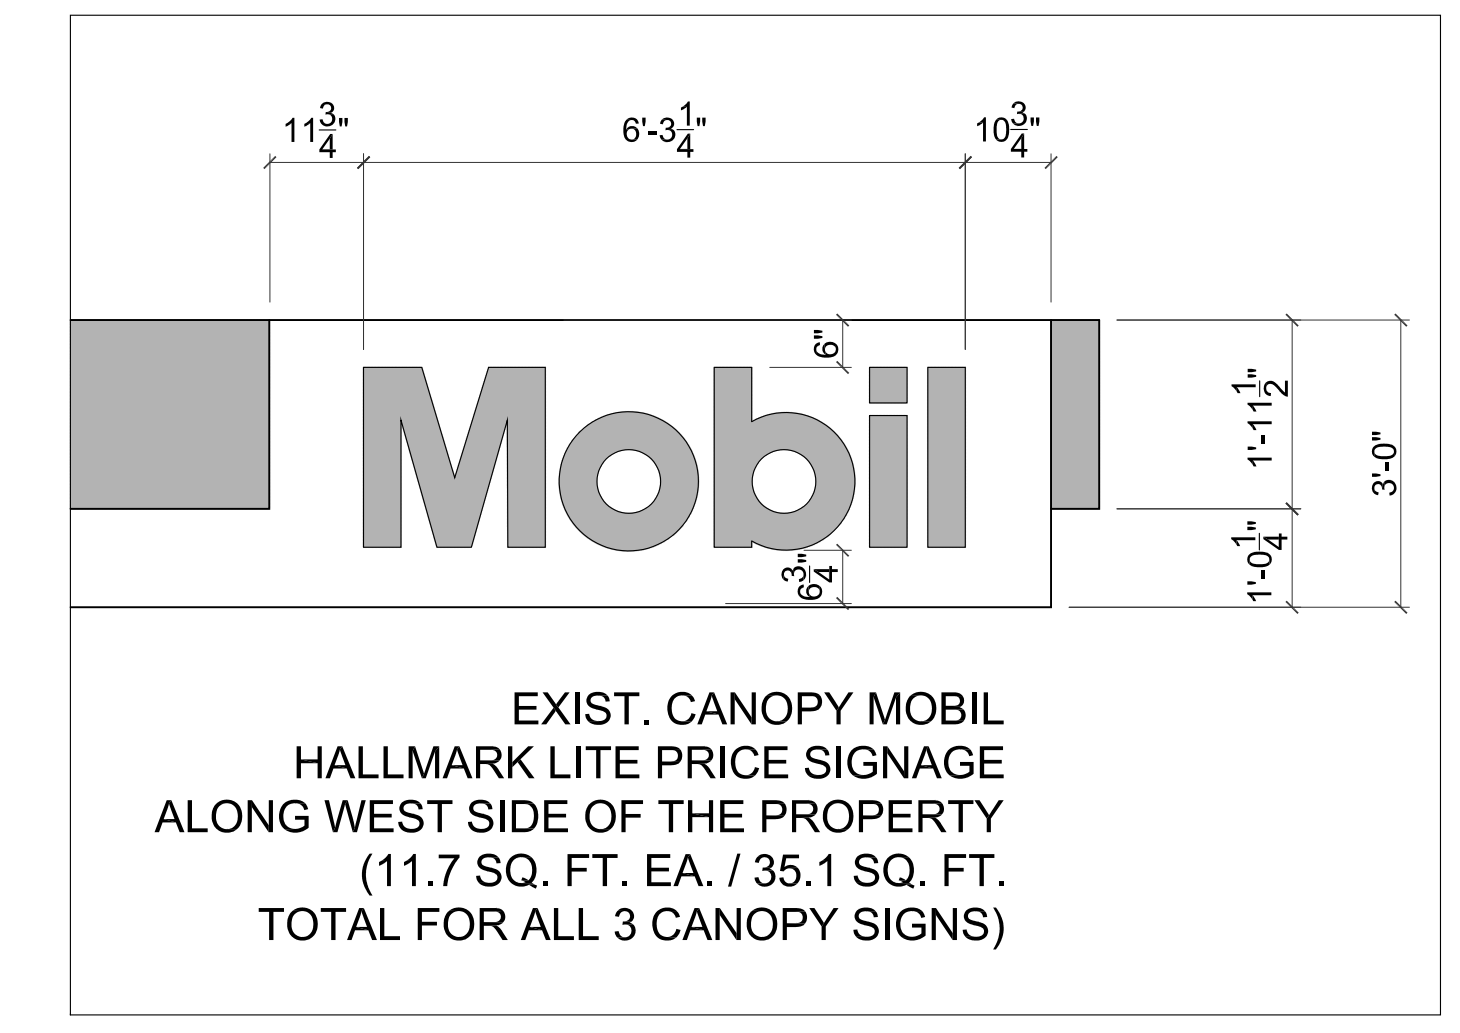 11 3/4" 6'-3 1/4" 10 3/4"
6"
Mobil
1'-11 1/2"
3'-0"
1'-0 1/4"
6 3/4"
EXIST. CANOPY MOBIL
HALLMARK LITE PRICE SIGNAGE
ALONG WEST SIDE OF THE PROPERTY
(11.7 SQ. FT. EA. / 35.1 SQ. FT.
TOTAL FOR ALL 3 CANOPY SIGNS)